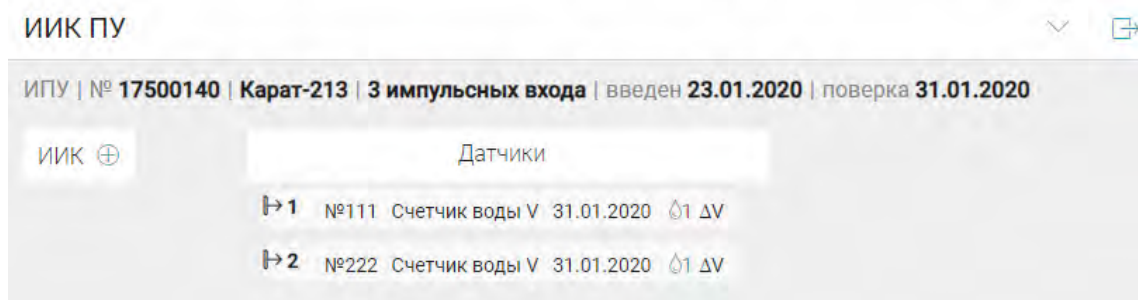 ИИК ПУ
ИПУ | № 17500140 | Карат-213 | 3 импульсных входа | введен 23.01.2020 | поверка 31.01.2020
ИИК
Датчики
1 №111 Счетчик воды V 31.01.2020 1 ΔV
2 №222 Счетчик воды V 31.01.2020 1 ΔV